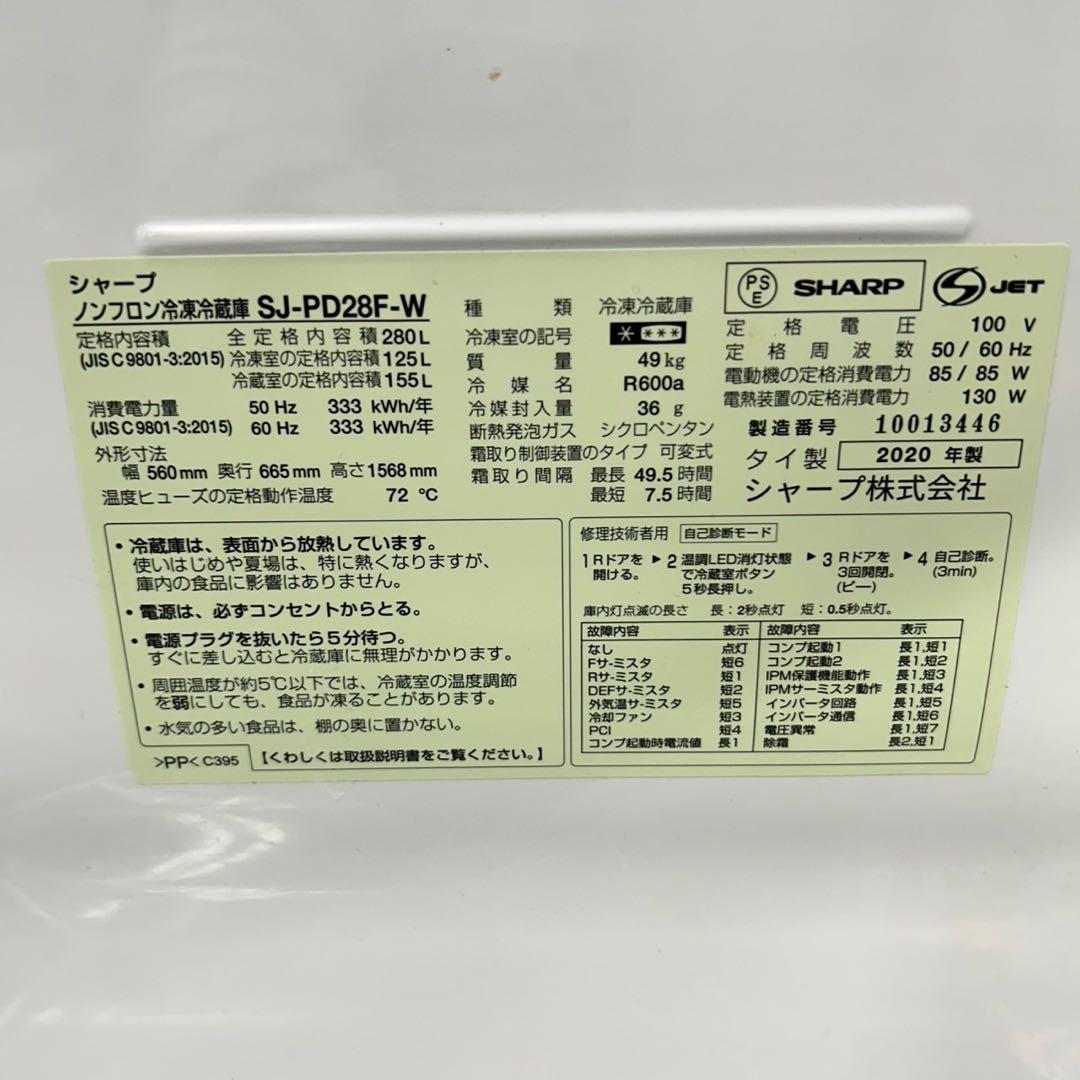 シャープ
ノンフロン冷凍冷蔵庫 SJ-PD28F-W
定格内容積 全定格内容積 280L
(JIS C 9801-3:2015) 冷凍室の定格内容積 125L
冷蔵室の定格内容積 155L
消費電力量 50 Hz 333 kWh/年
(JIS C 9801-3:2015) 60 Hz 333 kWh/年
外形寸法
幅 560mm 奥行 665mm 高さ1568mm
温度ヒューズの定格動作温度 72 ℃
種類 冷凍冷蔵庫
冷凍室の記号 * ***
質量 49kg
冷媒名 R600a
冷媒封入量 36 g
断熱発泡ガス シクロペンタン
霜取り制御装置のタイプ 可変式
霜取り間隔 最長 49.5 時間
最短 7.5 時間
PSE SHARP S JET
定格電圧 100 V
定格周波数 50/60 Hz
電動機の定格消費電力 85/85 W
電熱装置の定格消費電力 130 W
製造番号 10013446
タイ製 2020 年製
シャープ株式会社
・冷蔵庫は、表面から放熱しています。
使いはじめや夏場は、特に熱くなりますが、
庫内の食品に影響はありません。
・電源は、必ずコンセントからとる。
・電源プラグを抜いたら5分待つ。
すぐに差し込むと冷蔵庫に無理がかかります。
・周囲温度が約5℃以下では、冷蔵室の温度調節
を弱にしても、食品が凍ることがあります。
・水気の多い食品は、棚の奥に置かない。
>PP< C395 【くわしくは取扱説明書をご覧ください。】
修理技術者用 自己診断モード
1 Rドアを開ける。 ▶ 2 温調LED消灯状態で冷蔵室ボタン5秒長押し。 ▶ 3 Rドアを3回開閉。(ピー) ▶ 4 自己診断。(3min)
庫内灯点滅の長さ 長:2秒点灯 短:0.5秒点灯。
故障内容 表示 故障内容 表示
なし 点灯 コンプ起動1 長1,短1
Fサーミスタ 短6 コンプ起動2 長1,短2
Rサーミスタ 短1 IPM保護機能動作 長1,短3
DEFサーミスタ 短2 IPMサーミスタ動作 長1,短4
外気温サーミスタ 短5 インバータ回路 長1,短5
冷却ファン 短3 インバータ通信 長1,短6
PCI 短4 電圧異常 長1,短7
コンプ起動時電流値 長1 除霜 長2,短1